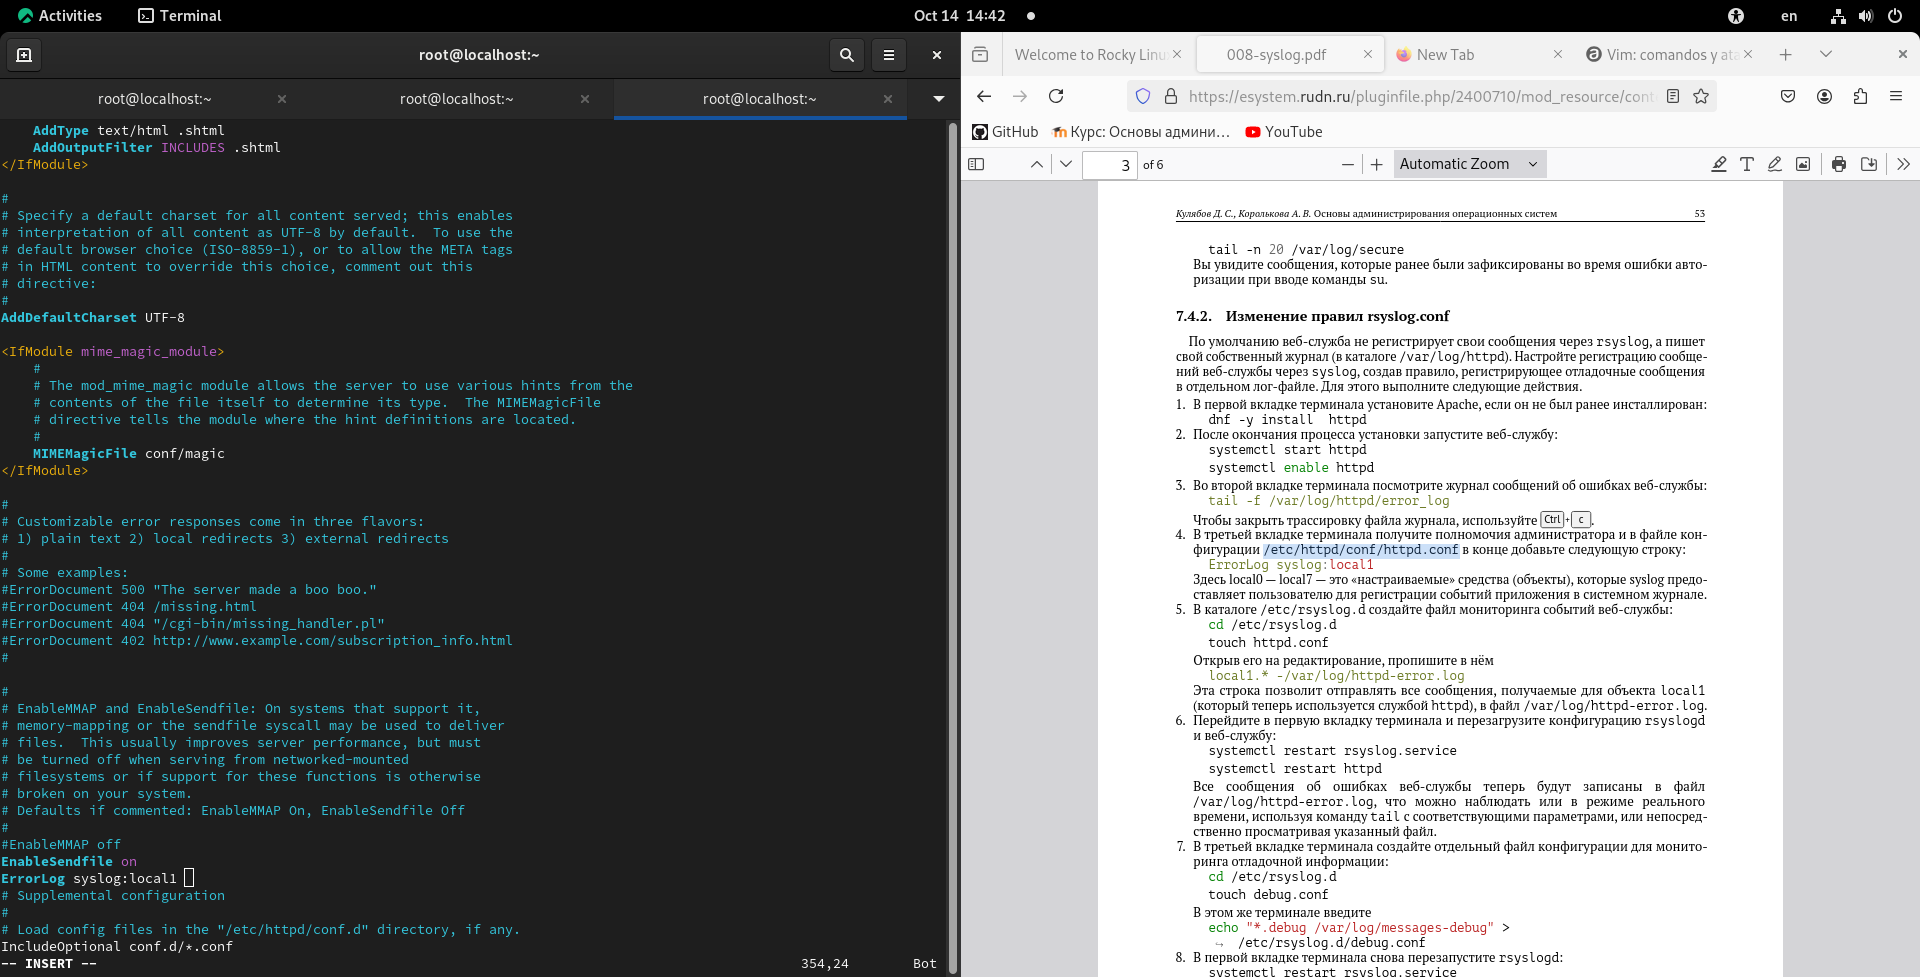 Activities
Terminal
Oct 14 14:42
en
root@localhost:~
root@localhost:~
root@localhost:~
root@localhost:~
AddType text/html .shtml
AddOutputFilter INCLUDES .shtml
</IfModule>
#
# Specify a default charset for all content served; this enables
# interpretation of all content as UTF-8 by default.  To use the
# default browser choice (ISO-8859-1), or to allow the META tags
# in HTML content to override this choice, comment out this
# directive:
#
AddDefaultCharset UTF-8
<IfModule mime_magic_module>
#
# The mod_mime_magic module allows the server to use various hints from the
# contents of the file itself to determine its type.  The MIMEMagicFile
# directive tells the module where the hint definitions are located.
#
MIMEMagicFile conf/magic
</IfModule>
#
# Customizable error responses come in three flavors:
# 1) plain text 2) local redirects 3) external redirects
#
# Some examples:
#ErrorDocument 500 "The server made a boo boo."
#ErrorDocument 404 /missing.html
#ErrorDocument 404 "/cgi-bin/missing_handler.pl"
#ErrorDocument 402 http://www.example.com/subscription_info.html
#
#
# EnableMMAP and EnableSendfile: On systems that support it,
# memory-mapping or the sendfile syscall may be used to deliver
# files.  This usually improves server performance, but must
# be turned off when serving from networked-mounted
# filesystems or if support for these functions is otherwise
# broken on your system.
# Defaults if commented: EnableMMAP On, EnableSendfile Off
#
#EnableMMAP off
EnableSendfile on
ErrorLog syslog:local1
# Supplemental configuration
#
# Load config files in the "/etc/httpd/conf.d" directory, if any.
IncludeOptional conf.d/*.conf
-- INSERT --
354,24
Bot
Welcome to Rocky Linu
008-syslog.pdf
New Tab
Vim: comandos y ata
https://esystem.rudn.ru/pluginfile.php/2400710/mod_resource/cont
GitHub
Курс: Основы админи…
YouTube
3 of 6
Automatic Zoom
Кулябов Д. С., Королькова А. В. Основы администрирования операционных систем 53
tail -n 20 /var/log/secure
Вы увидите сообщения, которые ранее были зафиксированы во время ошибки авто-
ризации при вводе команды su.
7.4.2. Изменение правил rsyslog.conf
По умолчанию веб-служба не регистрирует свои сообщения через rsyslog, а пишет
свой собственный журнал (в каталоге /var/log/httpd). Настройте регистрацию сообще-
ний веб-службы через syslog, создав правило, регистрирующее отладочные сообщения
в отдельном лог-файле. Для этого выполните следующие действия.
1. В первой вкладке терминала установите Apache, если он не был ранее инсталлирован:
dnf -y install httpd
2. После окончания процесса установки запустите веб-службу:
systemctl start httpd
systemctl enable httpd
3. Во второй вкладке терминала посмотрите журнал сообщений об ошибках веб-службы:
tail -f /var/log/httpd/error_log
Чтобы закрыть трассировку файла журнала, используйте Ctrl + c .
4. В третьей вкладке терминала получите полномочия администратора и в файле кон-
фигурации /etc/httpd/conf/httpd.conf в конце добавьте следующую строку:
ErrorLog syslog:local1
Здесь local0 — local7 — это «настраиваемые» средства (объекты), которые syslog предо-
ставляет пользователю для регистрации событий приложения в системном журнале.
5. В каталоге /etc/rsyslog.d создайте файл мониторинга событий веб-службы:
cd /etc/rsyslog.d
touch httpd.conf
Открыв его на редактирование, пропишите в нём
local1.* -/var/log/httpd-error.log
Эта строка позволит отправлять все сообщения, получаемые для объекта local1
(который теперь используется службой httpd), в файл /var/log/httpd-error.log.
6. Перейдите в первую вкладку терминала и перезагрузите конфигурацию rsyslogd
и веб-службу:
systemctl restart rsyslog.service
systemctl restart httpd
Все сообщения об ошибках веб-службы теперь будут записаны в файл
/var/log/httpd-error.log, что можно наблюдать или в режиме реального
времени, используя команду tail с соответствующими параметрами, или непосред-
ственно просматривая указанный файл.
7. В третьей вкладке терминала создайте отдельный файл конфигурации для монито-
ринга отладочной информации:
cd /etc/rsyslog.d
touch debug.conf
В этом же терминале введите
echo "*.debug /var/log/messages-debug" >
↪ /etc/rsyslog.d/debug.conf
8. В первой вкладке терминала снова перезапустите rsyslogd:
systemctl restart rsyslog.service